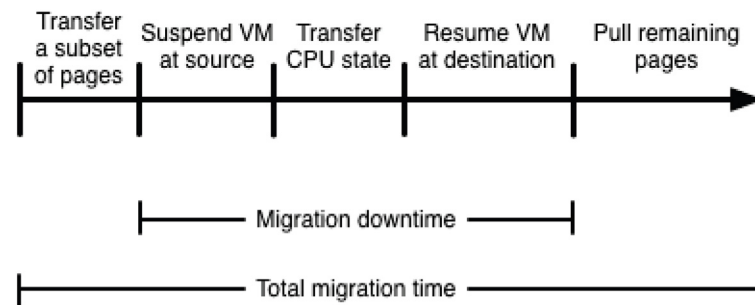 Transfer
a subset
of pages
Suspend VM
at source
Transfer
CPU state
Resume VM
at destination
Pull remaining
pages
Migration downtime
Total migration time